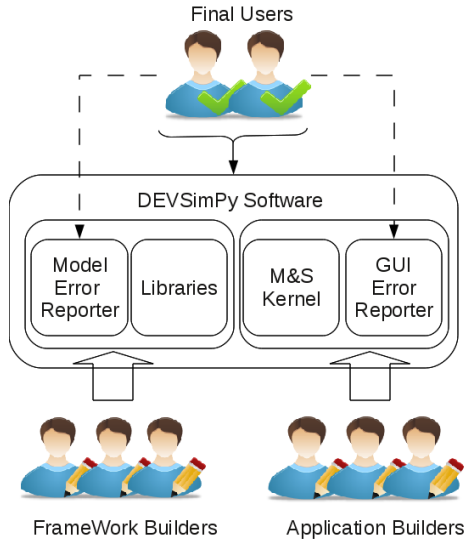 Final Users
DEVSimPy Software
Model
Error
Reporter
Libraries
M&S
Kernel
GUI
Error
Reporter
FrameWork Builders
Application Builders